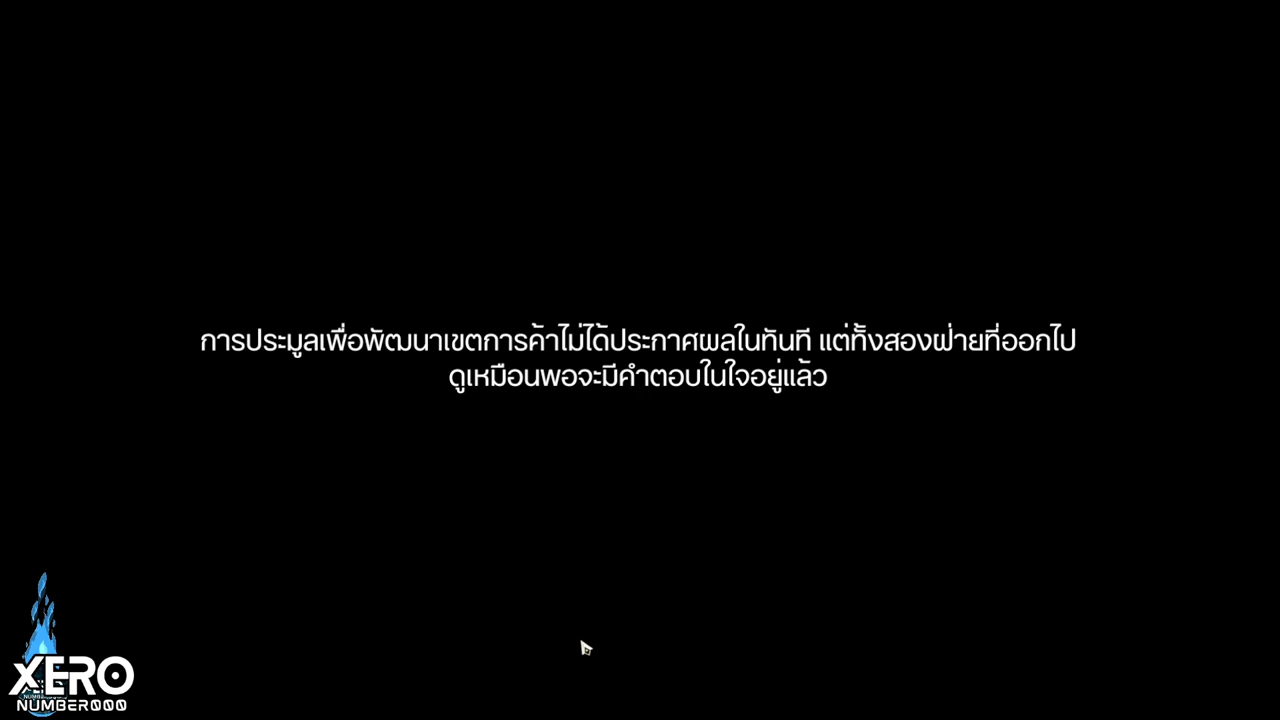 การประมูลเพื่อพัฒนาเขตการค้าไม่ได้ประกาศผลในทันที แต่ทั้งสองฝ่ายที่ออกไป
ดูเหมือนพอจะมีคำตอบในใจอยู่แล้ว
XERO
NUMBER000